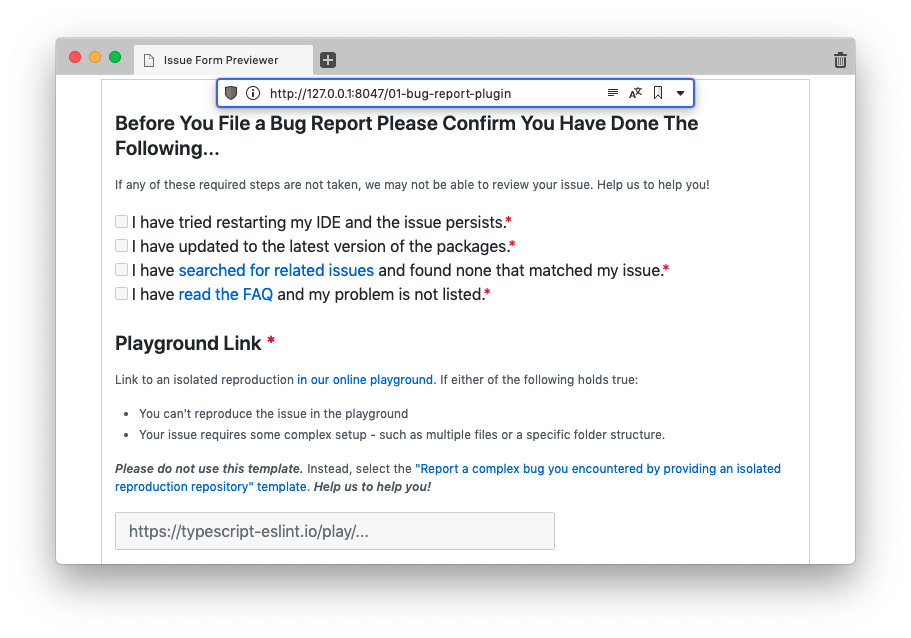 Issue Form Previewer
http://127.0.0.1:8047/01-bug-report-plugin
Before You File a Bug Report Please Confirm You Have Done The
Following...
If any of these required steps are not taken, we may not be able to review your issue. Help us to help you!
I have tried restarting my IDE and the issue persists.*
I have updated to the latest version of the packages.*
I have searched for related issues and found none that matched my issue.*
I have read the FAQ and my problem is not listed.*
Playground Link *
Link to an isolated reproduction in our online playground. If either of the following holds true:
• You can't reproduce the issue in the playground
• Your issue requires some complex setup - such as multiple files or a specific folder structure.
Please do not use this template. Instead, select the "Report a complex bug you encountered by providing an isolated
reproduction repository" template. Help us to help you!
https://typescript-eslint.io/play/...